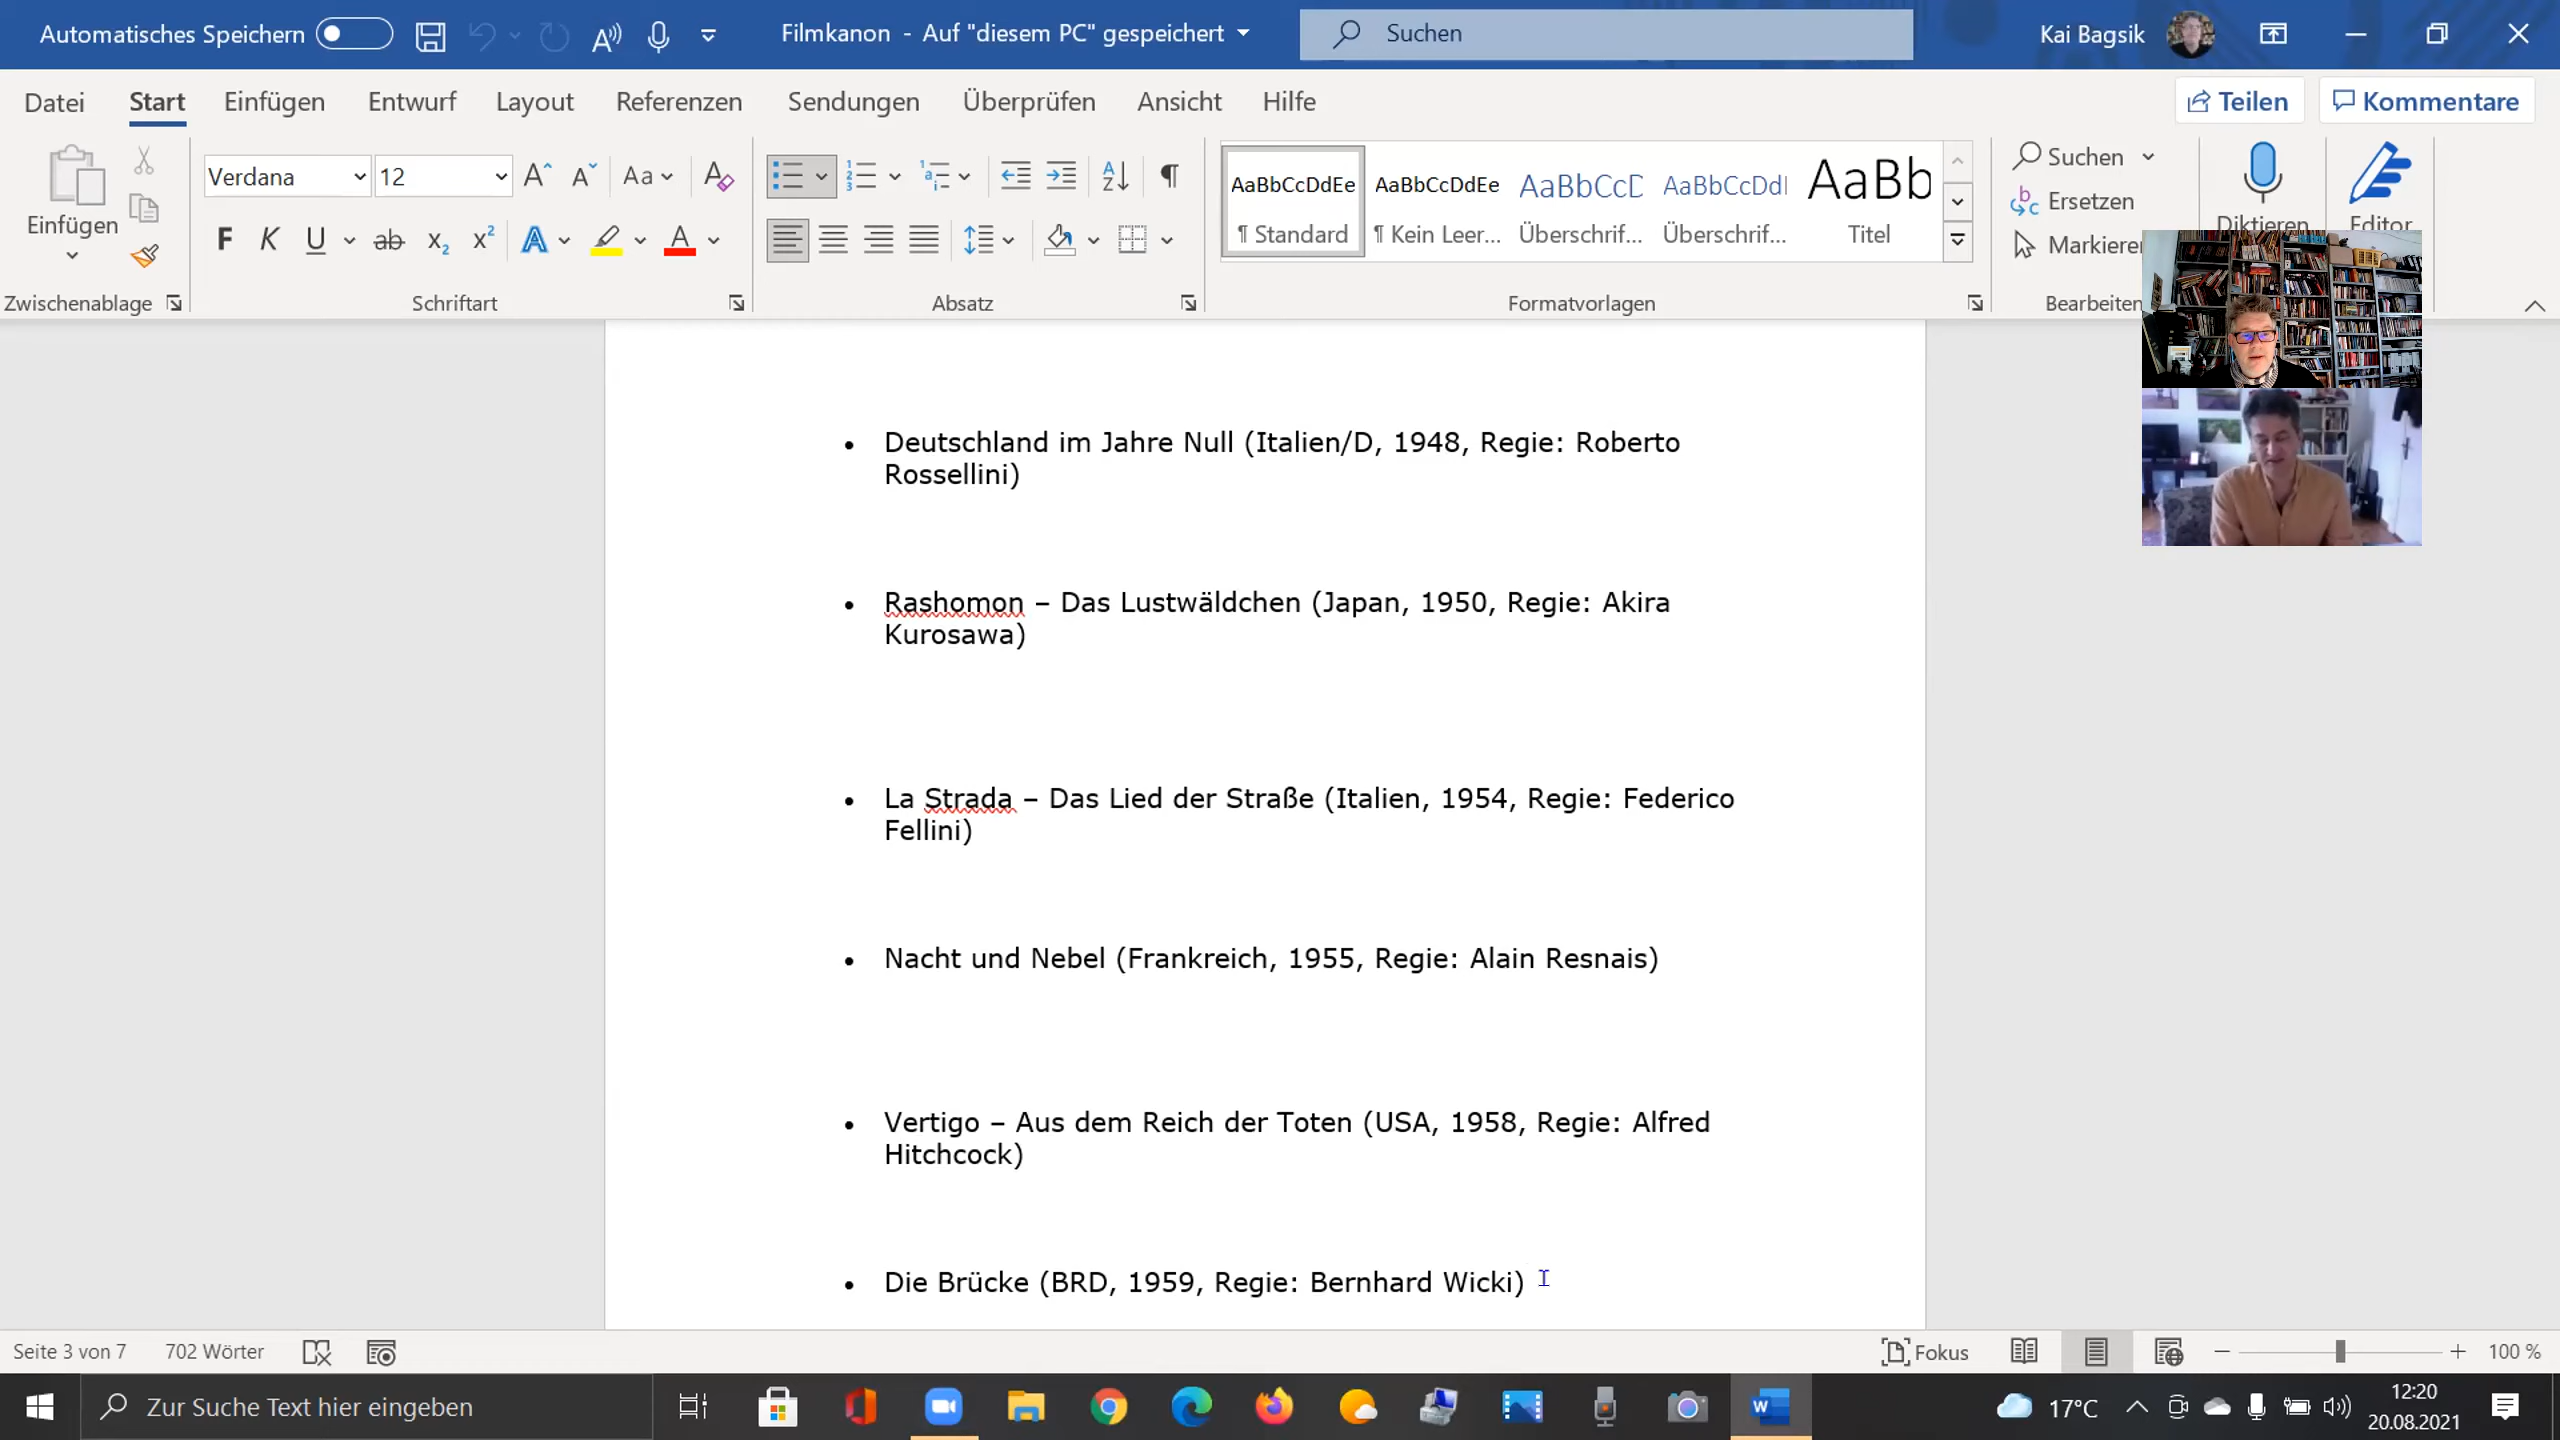 Automatisches Speichern
Filmkanon - Auf "diesem PC" gespeichert
Suchen
Kai Bagsik
Datei Start Einfügen Entwurf Layout Referenzen Sendungen Überprüfen Ansicht Hilfe
Teilen Kommentare
Einfügen
Verdana 12
Aa
F K U ab x₂ x² A A
AaBbCcDdEe AaBbCcDdEe AaBbCcC AaBbCcDdI AaBb
¶ Standard ¶ Kein Leer... Überschrif... Überschrif... Titel
Suchen
Ersetzen
Markieren
Diktieren
Editor
Zwischenablage Schriftart Absatz Formatvorlagen Bearbeiten
• Deutschland im Jahre Null (Italien/D, 1948, Regie: Roberto
Rossellini)
• Rashomon – Das Lustwäldchen (Japan, 1950, Regie: Akira
Kurosawa)
• La Strada – Das Lied der Straße (Italien, 1954, Regie: Federico
Fellini)
• Nacht und Nebel (Frankreich, 1955, Regie: Alain Resnais)
• Vertigo – Aus dem Reich der Toten (USA, 1958, Regie: Alfred
Hitchcock)
• Die Brücke (BRD, 1959, Regie: Bernhard Wicki)
Seite 3 von 7 702 Wörter
Fokus
100 %
Zur Suche Text hier eingeben
17°C
12:20
20.08.2021